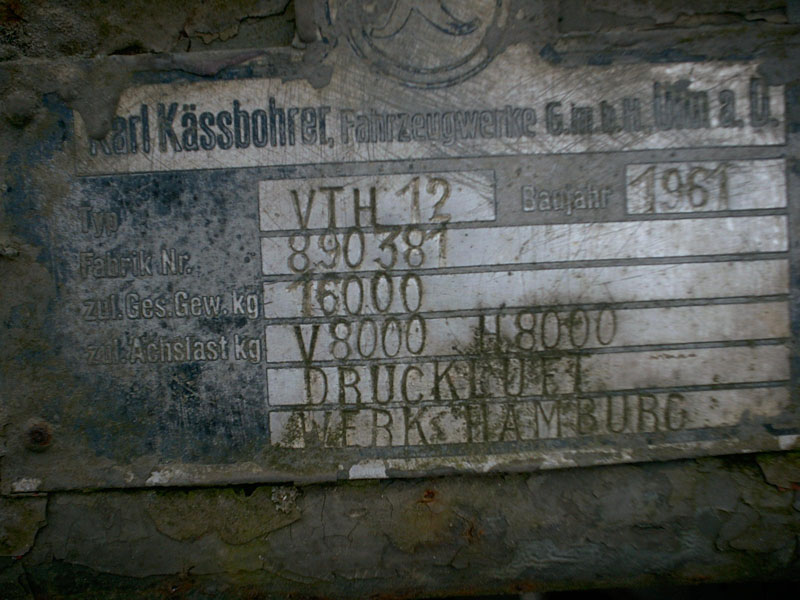 Karl Kässbohrer, Fahrzeugwerke G.m.b.H. Ulm a. D.
Typ VTH 12 Baujahr 1961
Fabrik Nr. 890381
zul. Ges. Gew. kg 16000
zul. Achslast kg V 8000 H 8000
DRUCKLUFT
WERK: HAMBURG